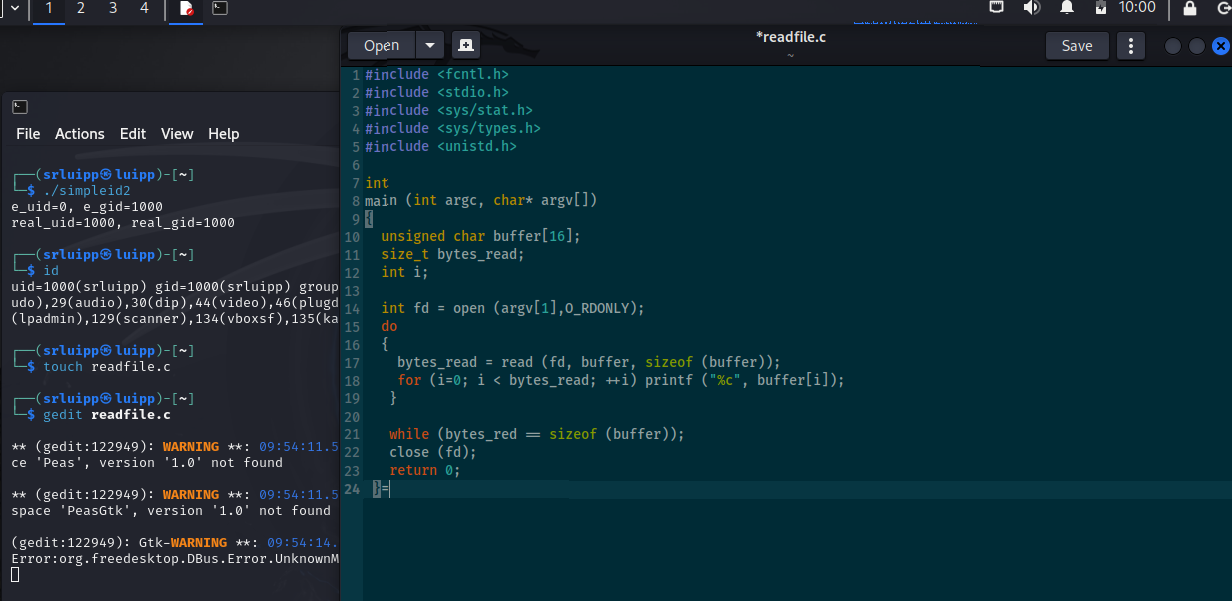 1 2 3 4 10:00
Open *readfile.c Save
~
File Actions Edit View Help
┌──(srluipp㉿luipp)-[~]
└─$ ./simpleid2
e_uid=0, e_gid=1000
real_uid=1000, real_gid=1000
┌──(srluipp㉿luipp)-[~]
└─$ id
uid=1000(srluipp) gid=1000(srluipp) group
udo),29(audio),30(dip),44(video),46(plugd
(lpadmin),129(scanner),134(vboxsf),135(ka
┌──(srluipp㉿luipp)-[~]
└─$ touch readfile.c
┌──(srluipp㉿luipp)-[~]
└─$ gedit readfile.c
** (gedit:122949): WARNING **: 09:54:11.5
ce 'Peas', version '1.0' not found
** (gedit:122949): WARNING **: 09:54:11.5
space 'PeasGtk', version '1.0' not found
(gedit:122949): Gtk-WARNING **: 09:54:14.
Error:org.freedesktop.DBus.Error.UnknownM
1 #include <fcntl.h>
2 #include <stdio.h>
3 #include <sys/stat.h>
4 #include <sys/types.h>
5 #include <unistd.h>
6
7 int
8 main (int argc, char* argv[])
9 {
10   unsigned char buffer[16];
11   size_t bytes_read;
12   int i;
13
14   int fd = open (argv[1],O_RDONLY);
15   do
16   {
17     bytes_read = read (fd, buffer, sizeof (buffer));
18     for (i=0; i < bytes_read; ++i) printf ("%c", buffer[i]);
19    }
20
21    while (bytes_red == sizeof (buffer));
22    close (fd);
23    return 0;
24  }=